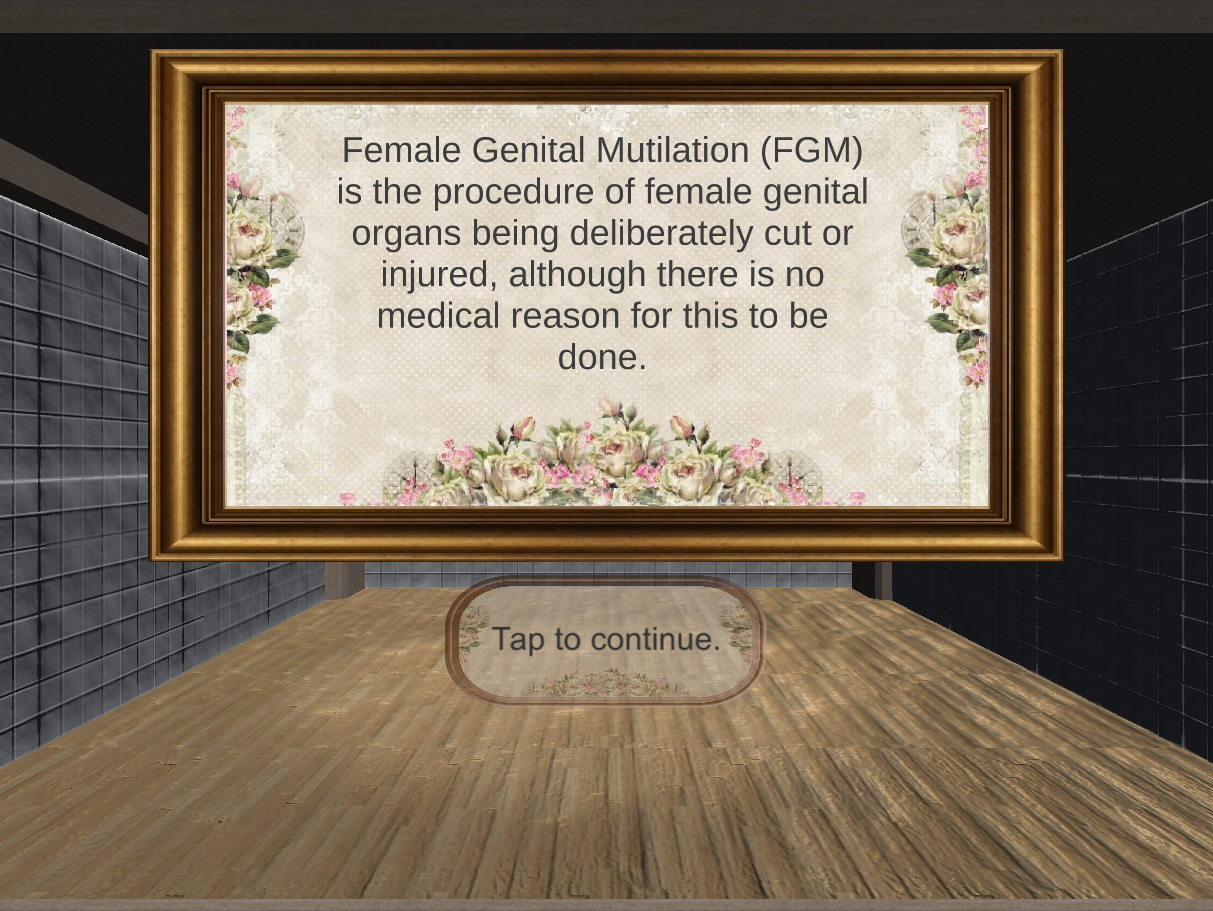 Female Genital Mutilation (FGM)
is the procedure of female genital
organs being deliberately cut or
injured, although there is no
medical reason for this to be
done.
Tap to continue.